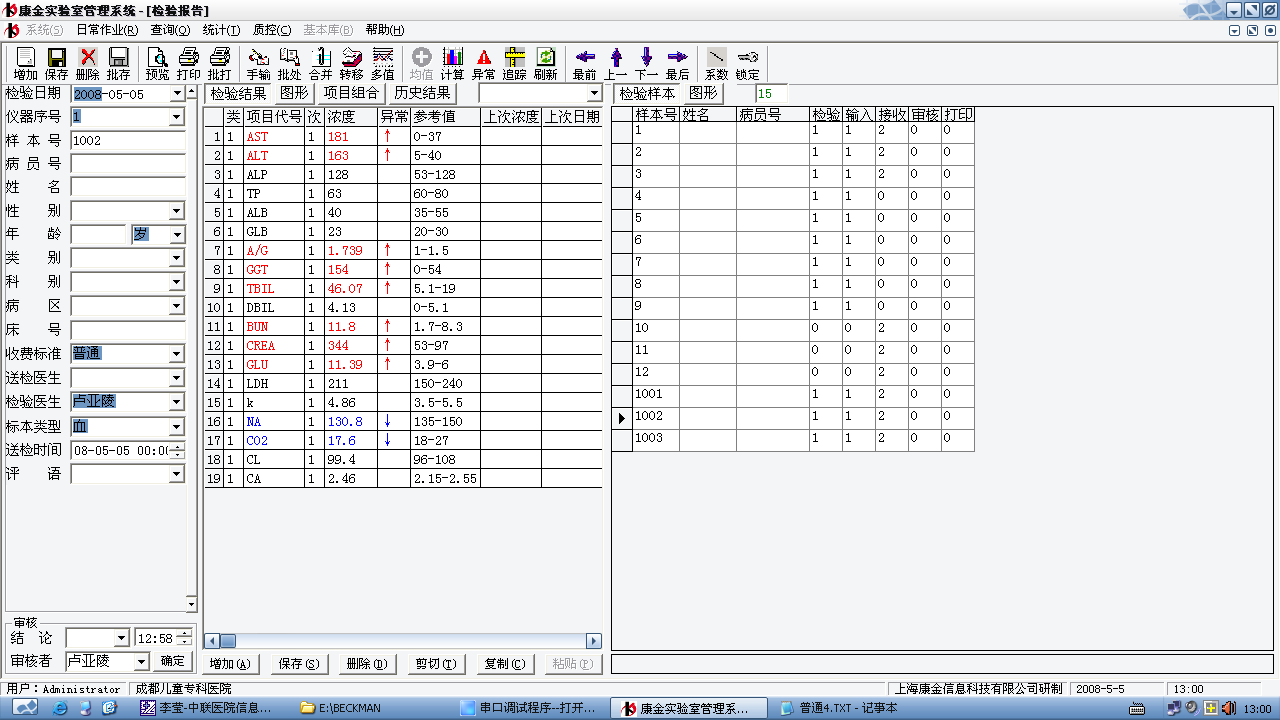 康金实验室管理系统 - [检验报告]
系统(S) 日常作业(R) 查询(Q) 统计(T) 质控(C) 基本库(B) 帮助(H)
增加 保存 删除 批存 预览 打印 批打 手输 批处 合并 转移 多值 均值 计算 异常 追踪 刷新 最前 上一 下一 最后 系数 锁定
检验日期 2008-05-05
仪器序号 1
样本号 1002
病员号
姓名
性别
年龄 岁
类别
科别
病区
床号
收费标准 普通
送检医生
检验医生 卢亚陵
标本类型 血
送检时间 08-05-05 00:00
评语
审核
结论 12:58
审核者 卢亚陵 确定
检验结果 图形 项目组合 历史结果
类 项目代号 次 浓度 异常 参考值 上次浓度 上次日期
1 1 AST 1 181 ↑ 0-37
2 1 ALT 1 163 ↑ 5-40
3 1 ALP 1 128 53-128
4 1 TP 1 63 60-80
5 1 ALB 1 40 35-55
6 1 GLB 1 23 20-30
7 1 A/G 1 1.739 ↑ 1-1.5
8 1 GGT 1 154 ↑ 0-54
9 1 TBIL 1 46.07 ↑ 5.1-19
10 1 DBIL 1 4.13 0-5.1
11 1 BUN 1 11.8 ↑ 1.7-8.3
12 1 CREA 1 344 ↑ 53-97
13 1 GLU 1 11.39 ↑ 3.9-6
14 1 LDH 1 211 150-240
15 1 k 1 4.86 3.5-5.5
16 1 NA 1 130.8 ↓ 135-150
17 1 CO2 1 17.6 ↓ 18-27
18 1 CL 1 99.4 96-108
19 1 CA 1 2.46 2.15-2.55
增加(A) 保存(S) 删除(D) 剪切(T) 复制(C) 粘贴(P)
检验样本 图形 15
样本号 姓名 病员号 检验 输入 接收 审核 打印
1 1 1 2 0 0
2 1 1 2 0 0
3 1 1 2 0 0
4 1 1 0 0 0
5 1 1 0 0 0
6 1 1 0 0 0
7 1 1 0 0 0
8 1 1 0 0 0
9 1 1 0 0 0
10 0 0 2 0 0
11 0 0 2 0 0
12 0 0 2 0 0
1001 1 1 2 0 0
1002 1 1 2 0 0
1003 1 1 2 0 0
用户：Administrator 成都儿童专科医院 上海康金信息科技有限公司研制 2008-5-5 13:00
李莹-中联医院信息... E:\BECKMAN 串口调试程序--打开... 康金实验室管理系... 普通4.TXT - 记事本 13:00